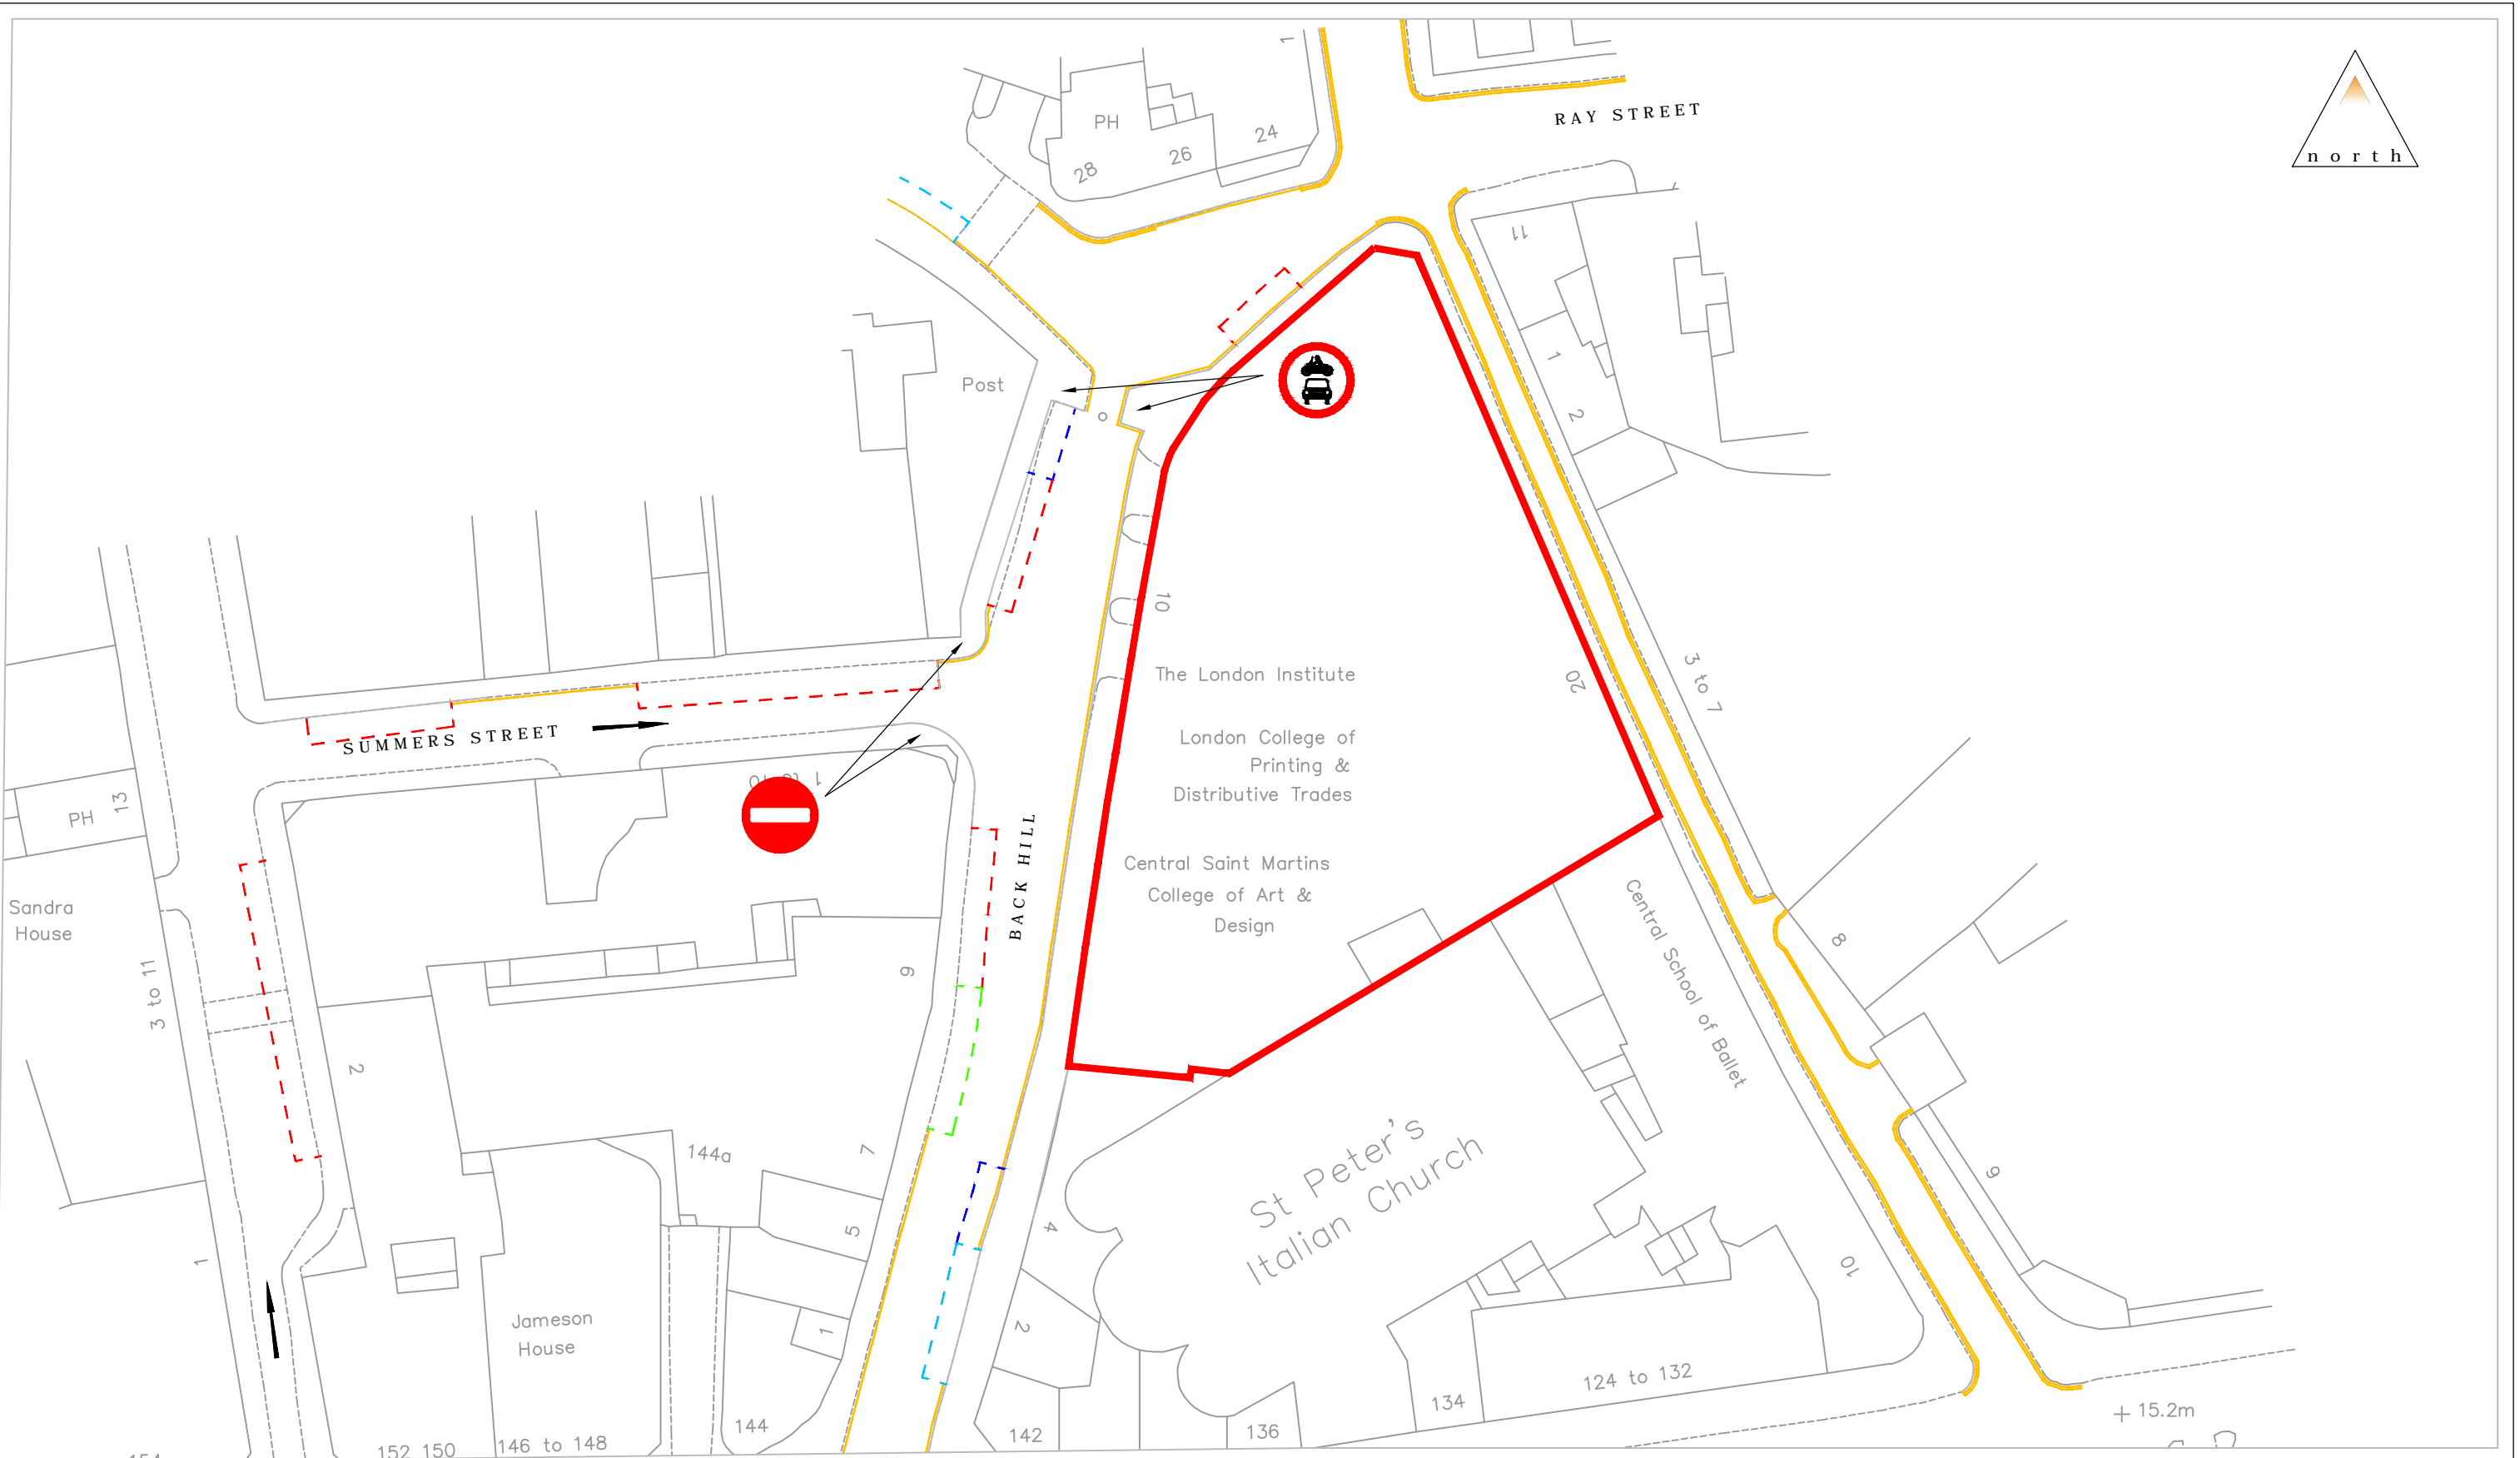 1
RAY STREET
north
PH
24
26
28
11
1
2
Post
10
The London Institute
20
3 to 7
London College of
Printing &
Distributive Trades
SUMMERS STREET
PH
13
BACK HILL
Central Saint Martins
College of Art &
Design
Sandra
House
3 to 11
6
8
Central School of Ballet
2
144a
7
St Peter's
Italian Church
5
4
9
1
10
Jameson
House
1
2
124 to 132
134
144
142
136
+ 15.2m
152 150
146 to 148